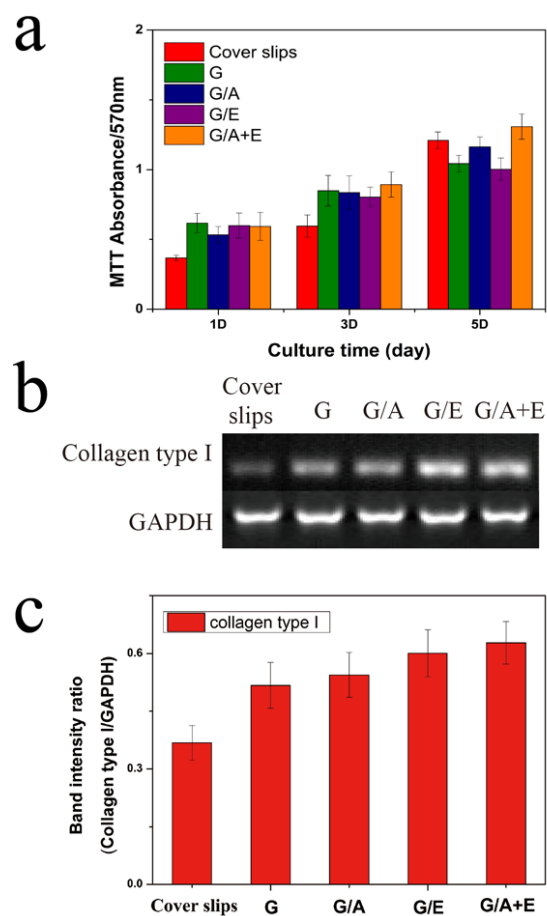 a
2
1
0
MTT Absorbance/570nm
Cover slips
G
G/A
G/E
G/A+E
1D 3D 5D
Culture time (day)
b
Cover
slips G G/A G/E G/A+E
Collagen type I
GAPDH
c
collagen type I
0.6
0.3
0.0
Band intensity ratio
(Collagen type I/GAPDH)
Cover slips G G/A G/E G/A+E